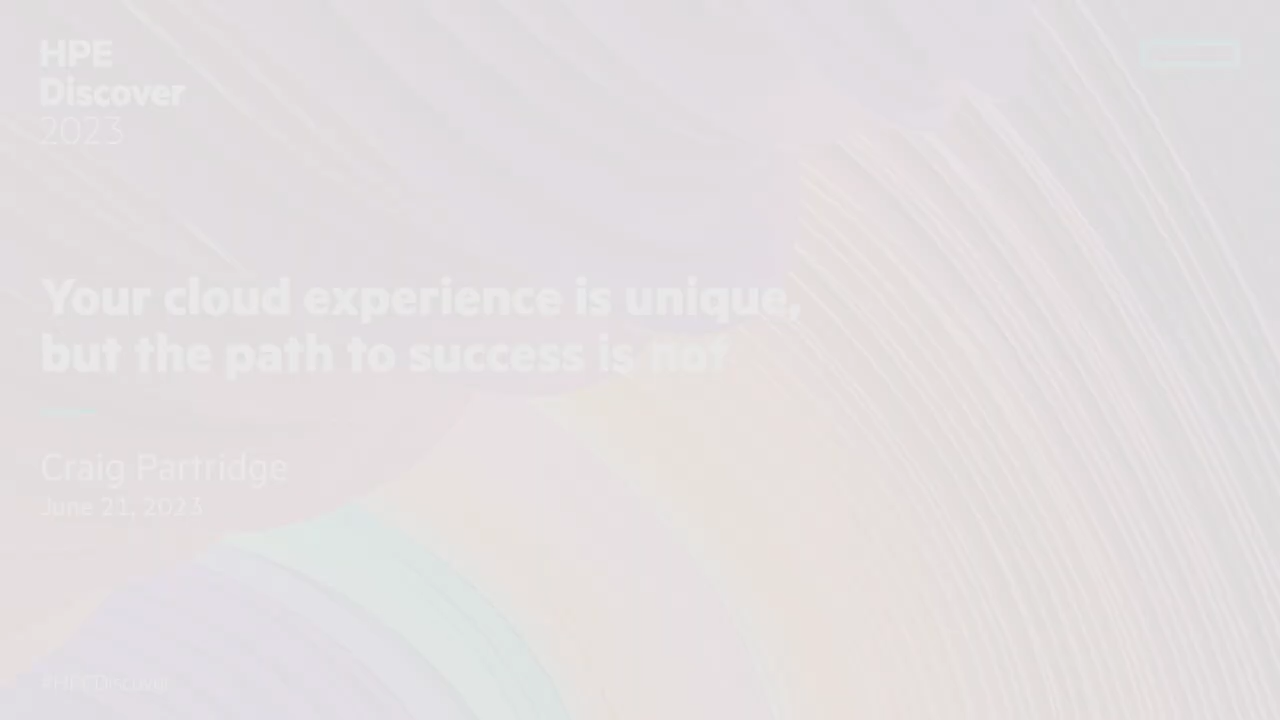 HPE
Discover
2023
Your cloud experience is unique,
but the path to success is not
Craig Partridge
June 21, 2023
#HPEDiscover